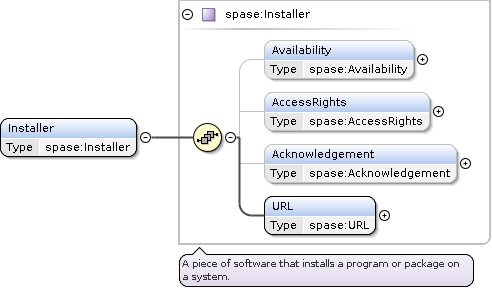 spase:Installer
Availability
Type spase:Availability
AccessRights
Type spase:AccessRights
Installer
Type spase:Installer
Acknowledgement
Type spase:Acknowledgement
URL
Type spase:URL
A piece of software that installs a program or package on
a system.